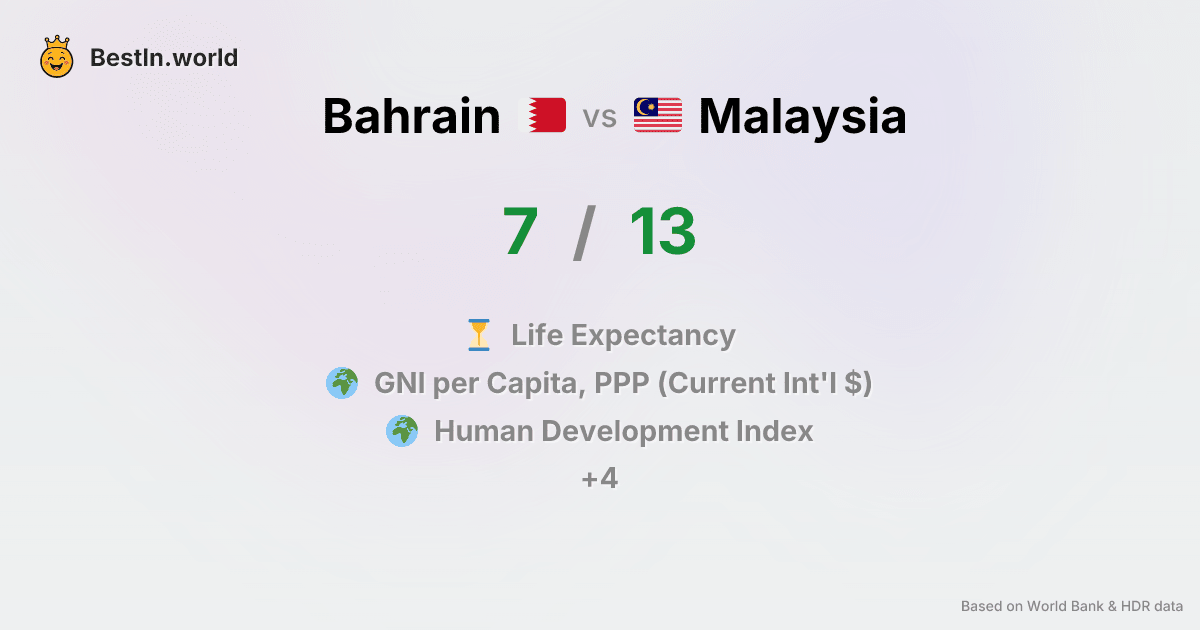 BestIn.world
Bahrain vs Malaysia
7 / 13
Life Expectancy
GNI per Capita, PPP (Current Int'l $)
Human Development Index
+4
Based on World Bank & HDR data